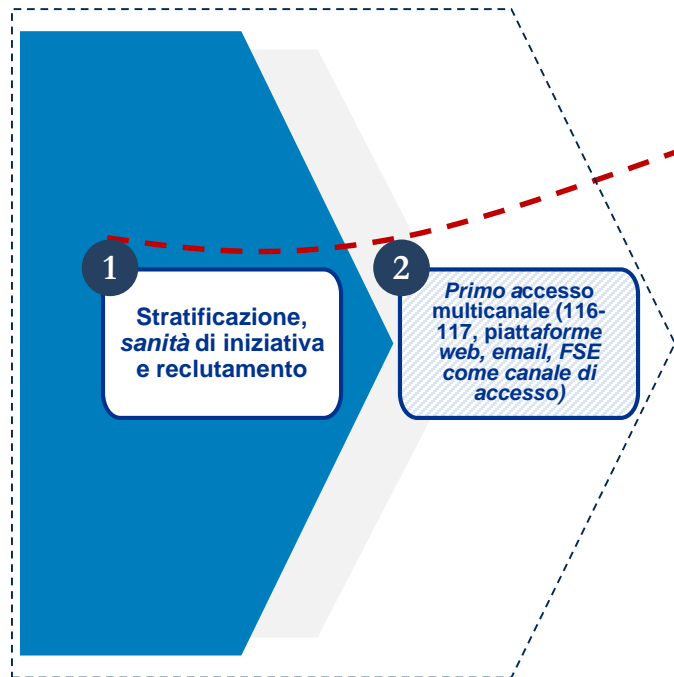 1
Stratificazione,
sanità di iniziativa
e reclutamento
2
Primo accesso
multicanale (116-
117, piattaforme
web, email, FSE
come canale di
accesso)